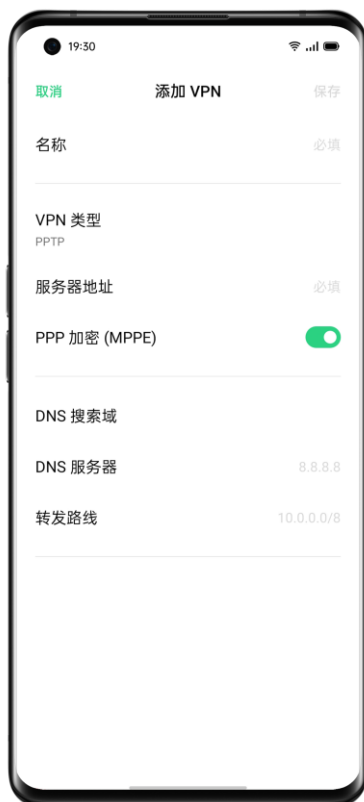 19:30
取消 添加 VPN 保存
名称 必填
VPN 类型
PPTP
服务器地址 必填
PPP 加密 (MPPE)
DNS 搜索域
DNS 服务器 8.8.8.8
转发路线 10.0.0.0/8